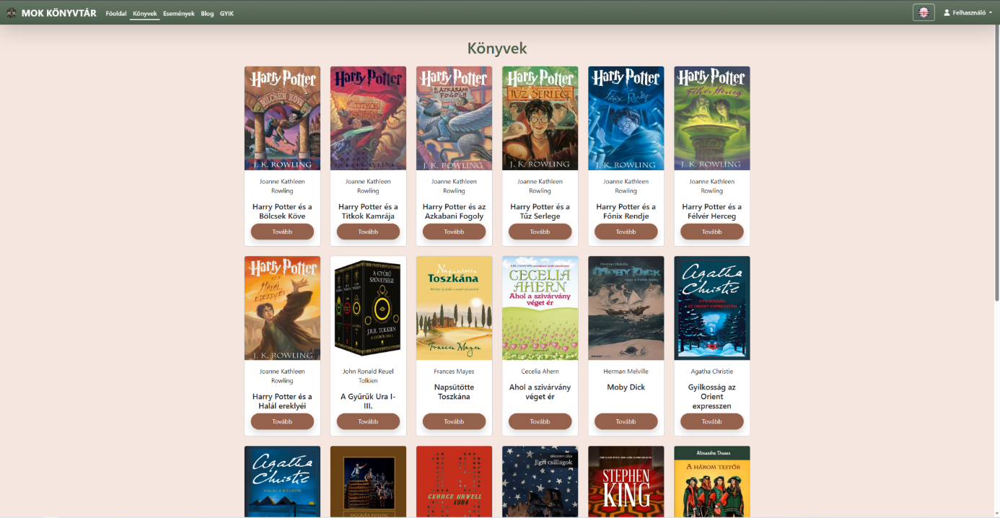 MOK KÖNYVTÁR Főoldal Könyvek Események Blog GYIK Felhasználó
Könyvek
Harry Potter
BÖLCSEK KÖVE
J. K. ROWLING
Joanne Kathleen
Rowling
Harry Potter és a
Bölcsek Köve
Tovább
Harry Potter
TITKOK
KAMRÁJA
J. K. ROWLING
Joanne Kathleen
Rowling
Harry Potter és a
Titkok Kamrája
Tovább
Harry Potter
AZKABANI
FOGOLY
J. K. ROWLING
Joanne Kathleen
Rowling
Harry Potter és az
Azkabani Fogoly
Tovább
Harry Potter
TŰZ SERLEGE
J. K. ROWLING
Joanne Kathleen
Rowling
Harry Potter és a
Tűz Serlege
Tovább
Harry Potter
Főnix Rendje
J. K. ROWLING
Joanne Kathleen
Rowling
Harry Potter és a
Főnix Rendje
Tovább
Harry Potter
Félvér Herceg
J. K. ROWLING
Joanne Kathleen
Rowling
Harry Potter és a
Félvér Herceg
Tovább
Harry Potter
ÉS A
HALÁL
EREKLYÉI
J. K. ROWLING
Joanne Kathleen
Rowling
Harry Potter és a
Halál ereklyéi
Tovább
A GYŰRŰ
SZÖVETSÉGE
J.R.R. TOLKIEN
A GYŰRŰK URA I.
John Ronald Reuel
Tolkien
A Gyűrűk Ura I-
III.
Tovább
Napsütötte
Toszkána
Frances Mayes
Frances Mayes
Napsütötte
Toszkána
Tovább
CECELIA
AHERN
Ahol a szivárvány
véget ér
Cecelia Ahern
Ahol a szivárvány
véget ér
Tovább
Herman Melville
MOBY DICK
Herman Melville
Moby Dick
Tovább
Agatha
Christie
GYILKOSSÁG
AZ ORIENT EXPRESSZEN
Agatha Christie
Gyilkosság az
Orient
expresszen
Tovább
Agatha
Christie
HALÁL A NÍLUSON
MOLNÁR FERENC
GEORGE ORWELL
1984
GÁRDONYI GÉZA
Egri csillagok
STEPHEN
KING
Alexandre Dumas
A HÁROM TESTŐR